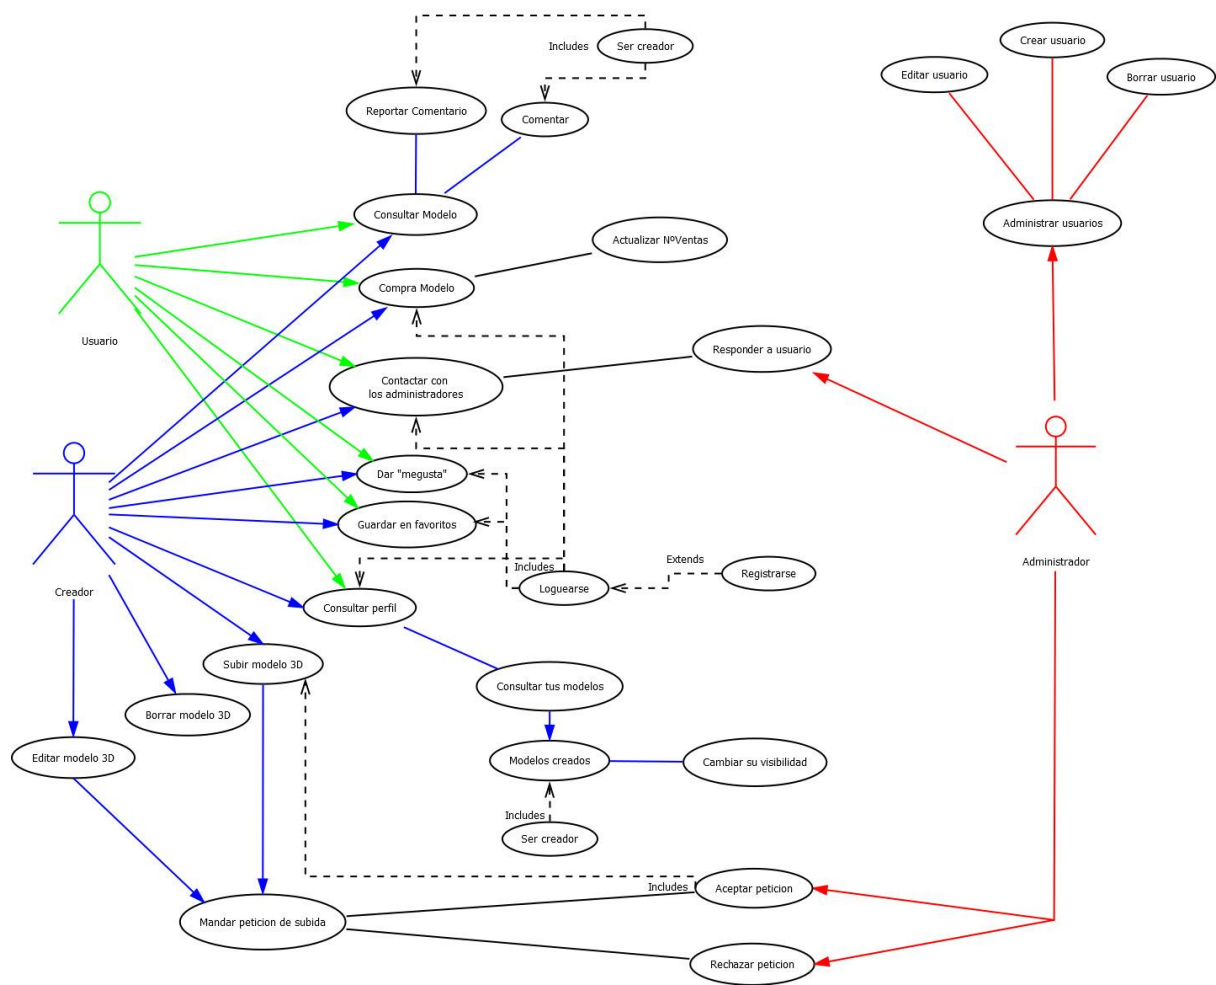 Crear usuario
Includes
Ser creador
Editar usuario
Borrar usuario
Reportar Comentario
Comentar
Consultar Modelo
Administrar usuarios
Actualizar NºVentas
Compra Modelo
Usuario
Responder a usuario
Contactar con
los administradores
Dar "megusta"
Guardar en favoritos
Extends
Administrador
Includes
Registrarse
Loguearse
Creador
Consultar perfil
Subir modelo 3D
Consultar tus modelos
Borrar modelo 3D
Editar modelo 3D
Modelos creados
Cambiar su visibilidad
Includes
Ser creador
Includes
Aceptar peticion
Mandar peticion de subida
Rechazar peticion